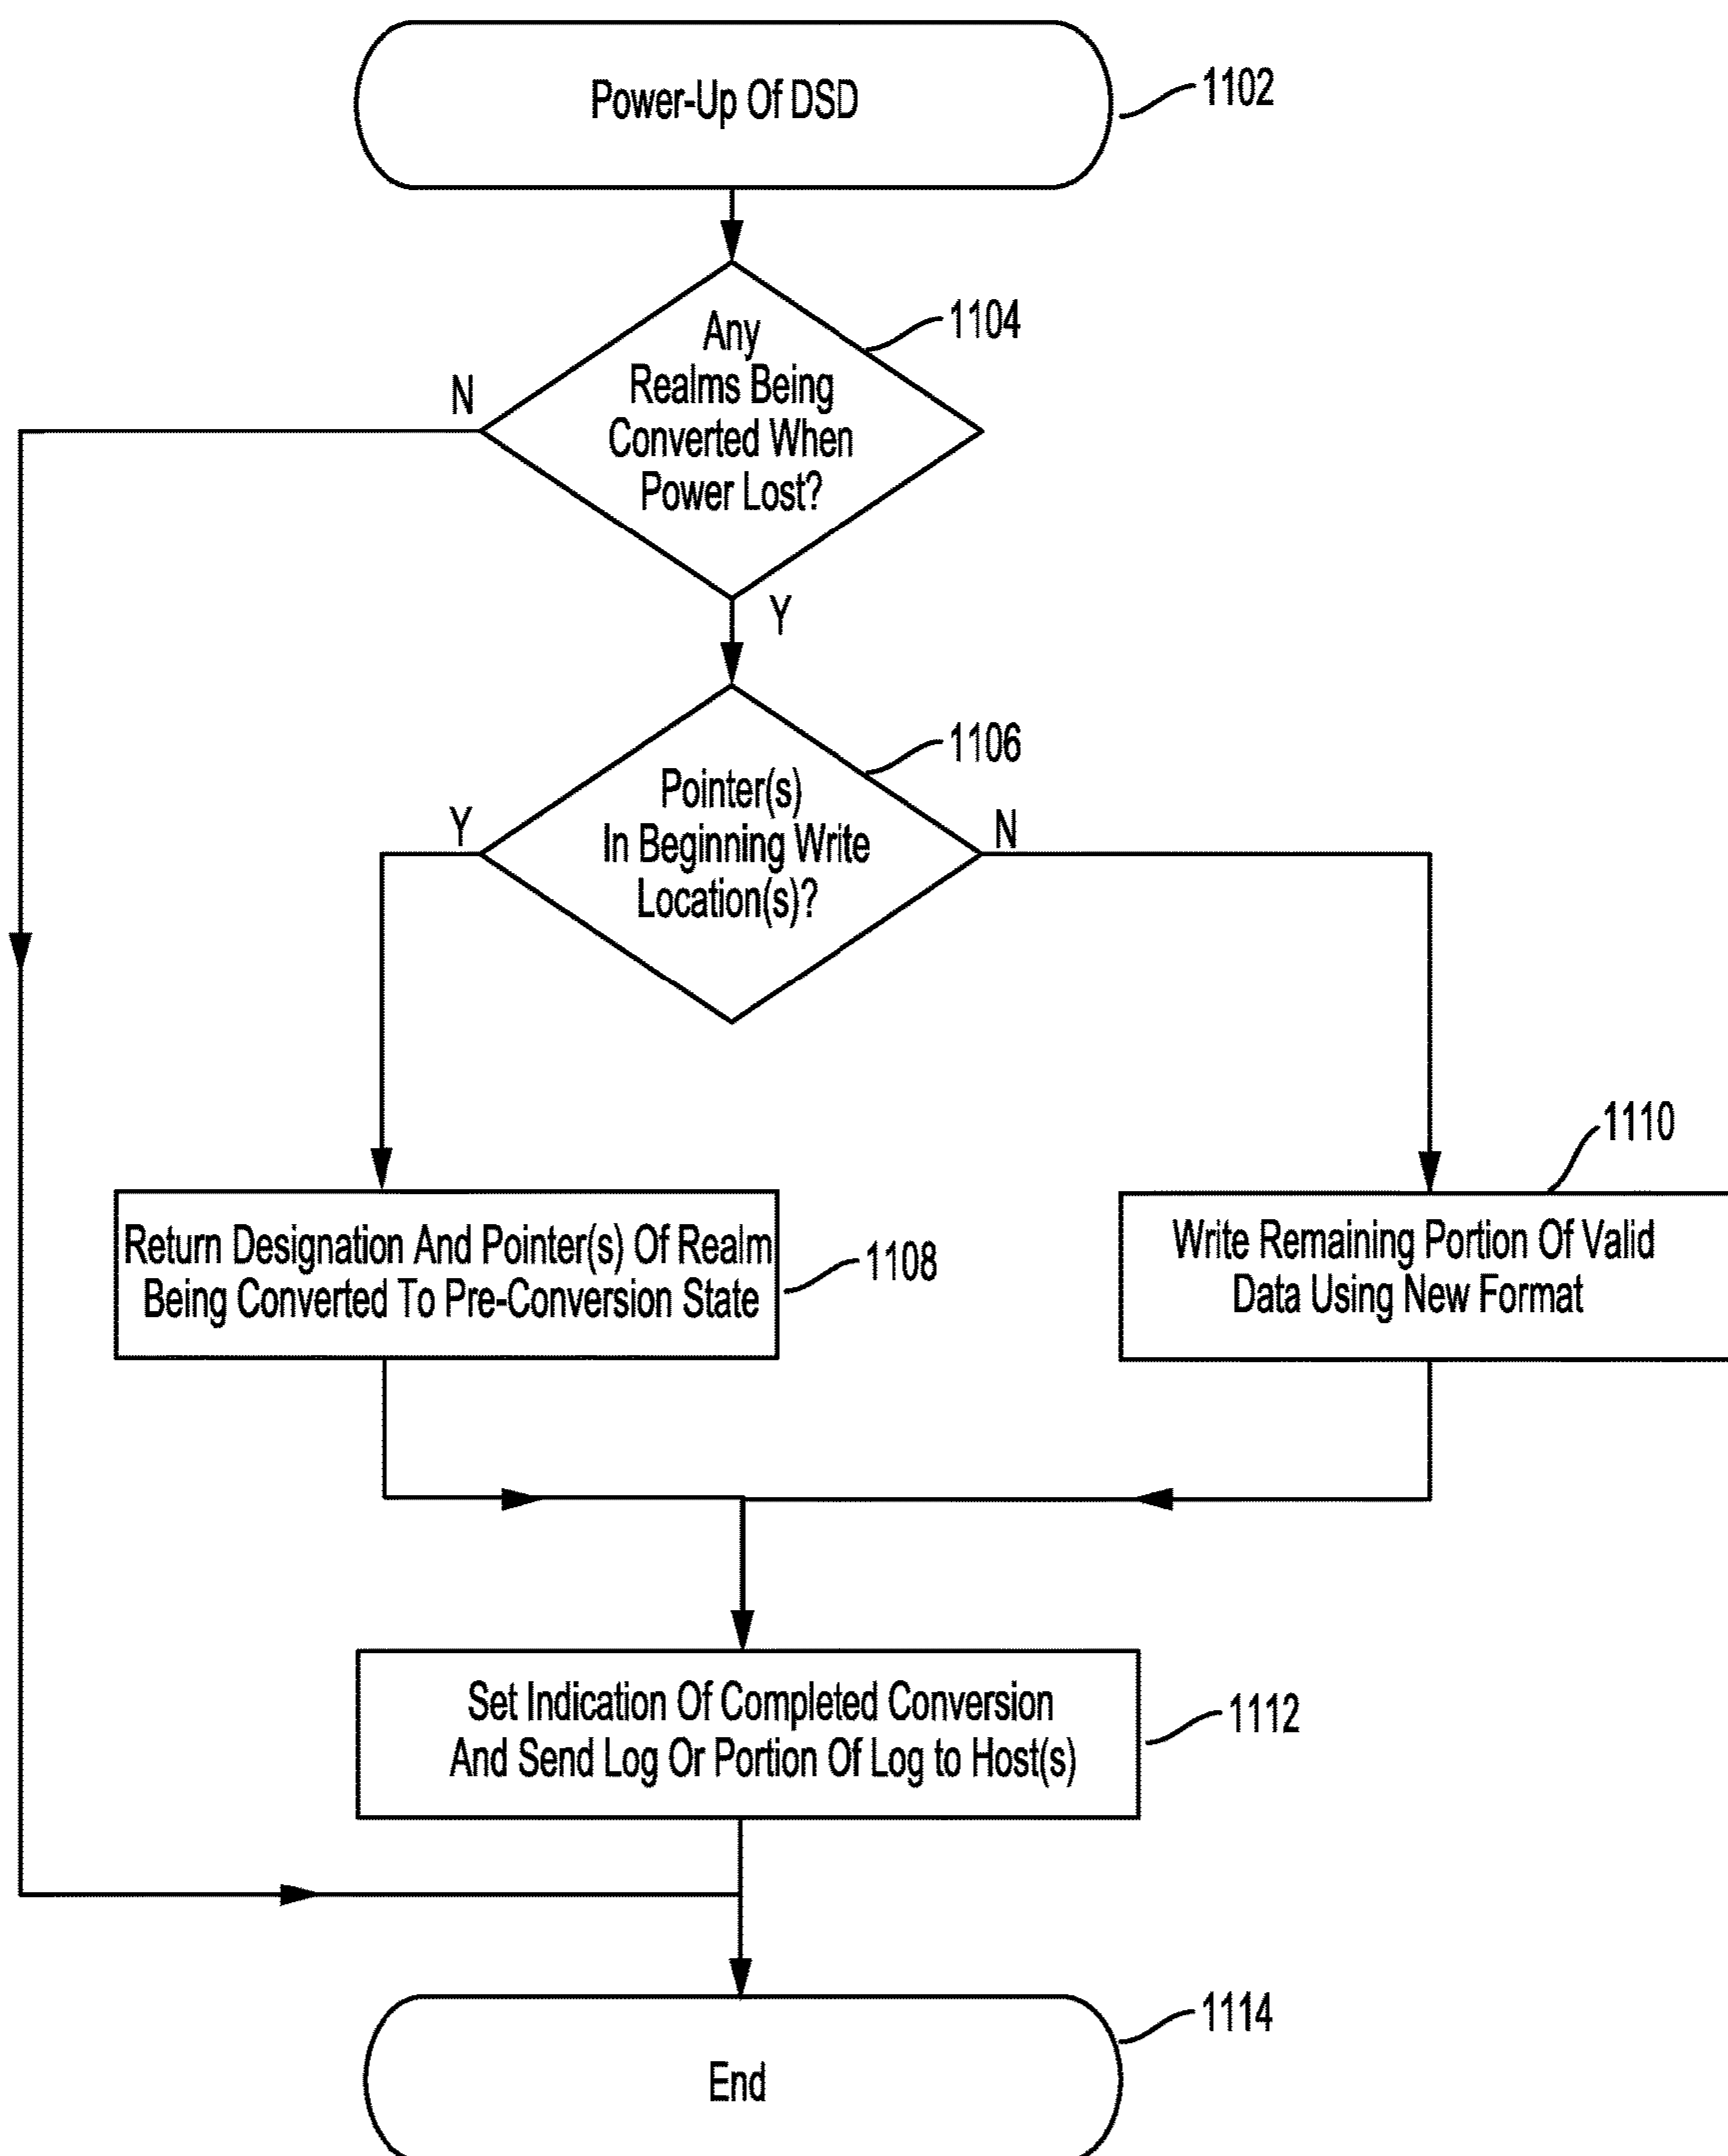 Power-Up Of DSD
1102
Any
Realms Being
Converted When
Power Lost?
1104
N
Y
Pointer(s)
In Beginning Write
Location(s)?
1106
Y
N
Return Designation And Pointer(s) Of Realm
Being Converted To Pre-Conversion State
1108
1110
Write Remaining Portion Of Valid
Data Using New Format
Set Indication Of Completed Conversion
And Send Log Or Portion Of Log to Host(s)
1112
1114
End